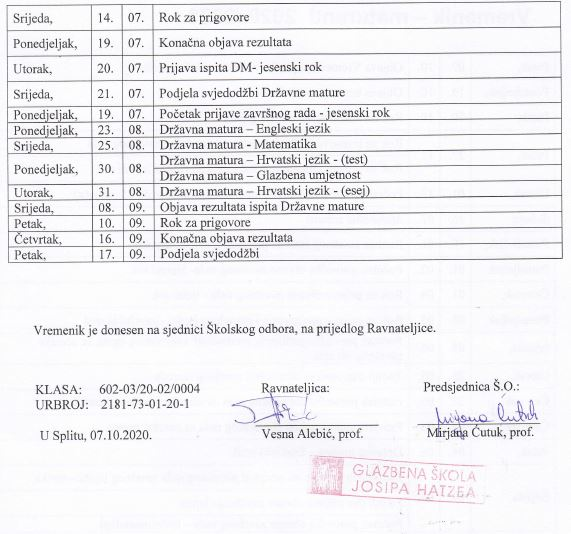 Srijeda, 14. 07. Rok za prigovore
Ponedjeljak, 19. 07. Konačna objava rezultata
Utorak, 20. 07. Prijava ispita DM- jesenski rok
Srijeda, 21. 07. Podjela svjedodžbi Državne mature
Ponedjeljak, 19. 07. Početak prijave završnog rada - jesenski rok
Ponedjeljak, 23. 08. Državna matura – Engleski jezik
Srijeda, 25. 08. Državna matura - Matematika
Ponedjeljak, 30. 08. Državna matura – Hrvatski jezik - (test)
Državna matura – Glazbena umjetnost
Utorak, 31. 08. Državna matura – Hrvatski jezik - (esej)
Srijeda, 08. 09. Objava rezultata ispita Državne mature
Petak, 10. 09. Rok za prigovore
Četvrtak, 16. 09. Konačna objava rezultata
Petak, 17. 09. Podjela svjedodžbi
Vremenik je donesen na sjednici Školskog odbora, na prijedlog Ravnateljice.
KLASA: 602-03/20-02/0004 Ravnateljica: Predsjednica Š.O.:
URBROJ: 2181-73-01-20-1
Mirjana Ćutuk
U Splitu, 07.10.2020. Vesna Alebić, prof. Mirjana Ćutuk, prof.
GLAZBENA ŠKOLA
JOSIPA HATZEA